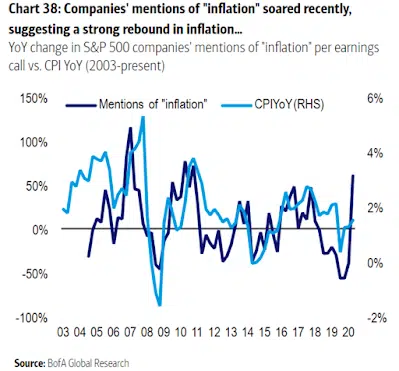 Chart 38: Companies' mentions of "inflation" soared recently,
suggesting a strong rebound in inflation...
YoY change in S&P 500 companies' mentions of "inflation" per earnings
call vs. CPI YoY (2003-present)
150% Mentions of "inflation" CPIYoY (RHS) 6%
100% 4%
50% 2%
0%
-50% 0%
-100% -2%
03 04 05 06 07 08 09 10 11 12 13 14 15 16 17 18 19 20
Source: BofA Global Research